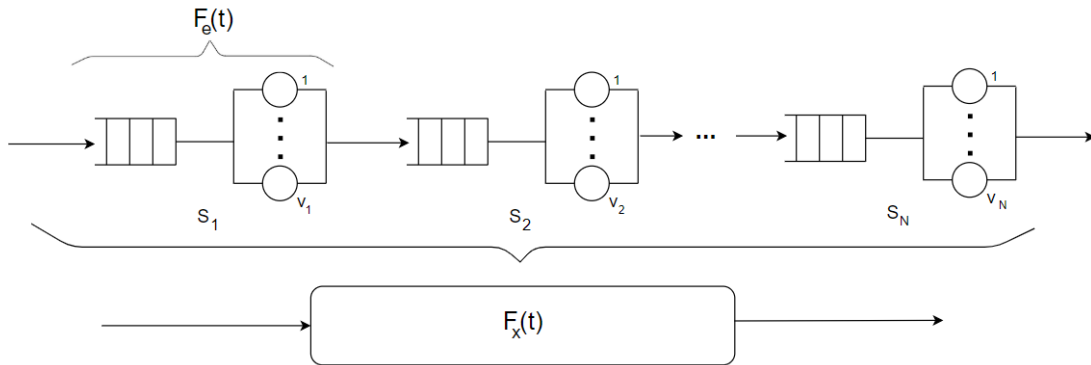 F_e(t)
1 1 1
...
V_1 V_2 V_N
S_1 S_2 S_N
F_x(t)